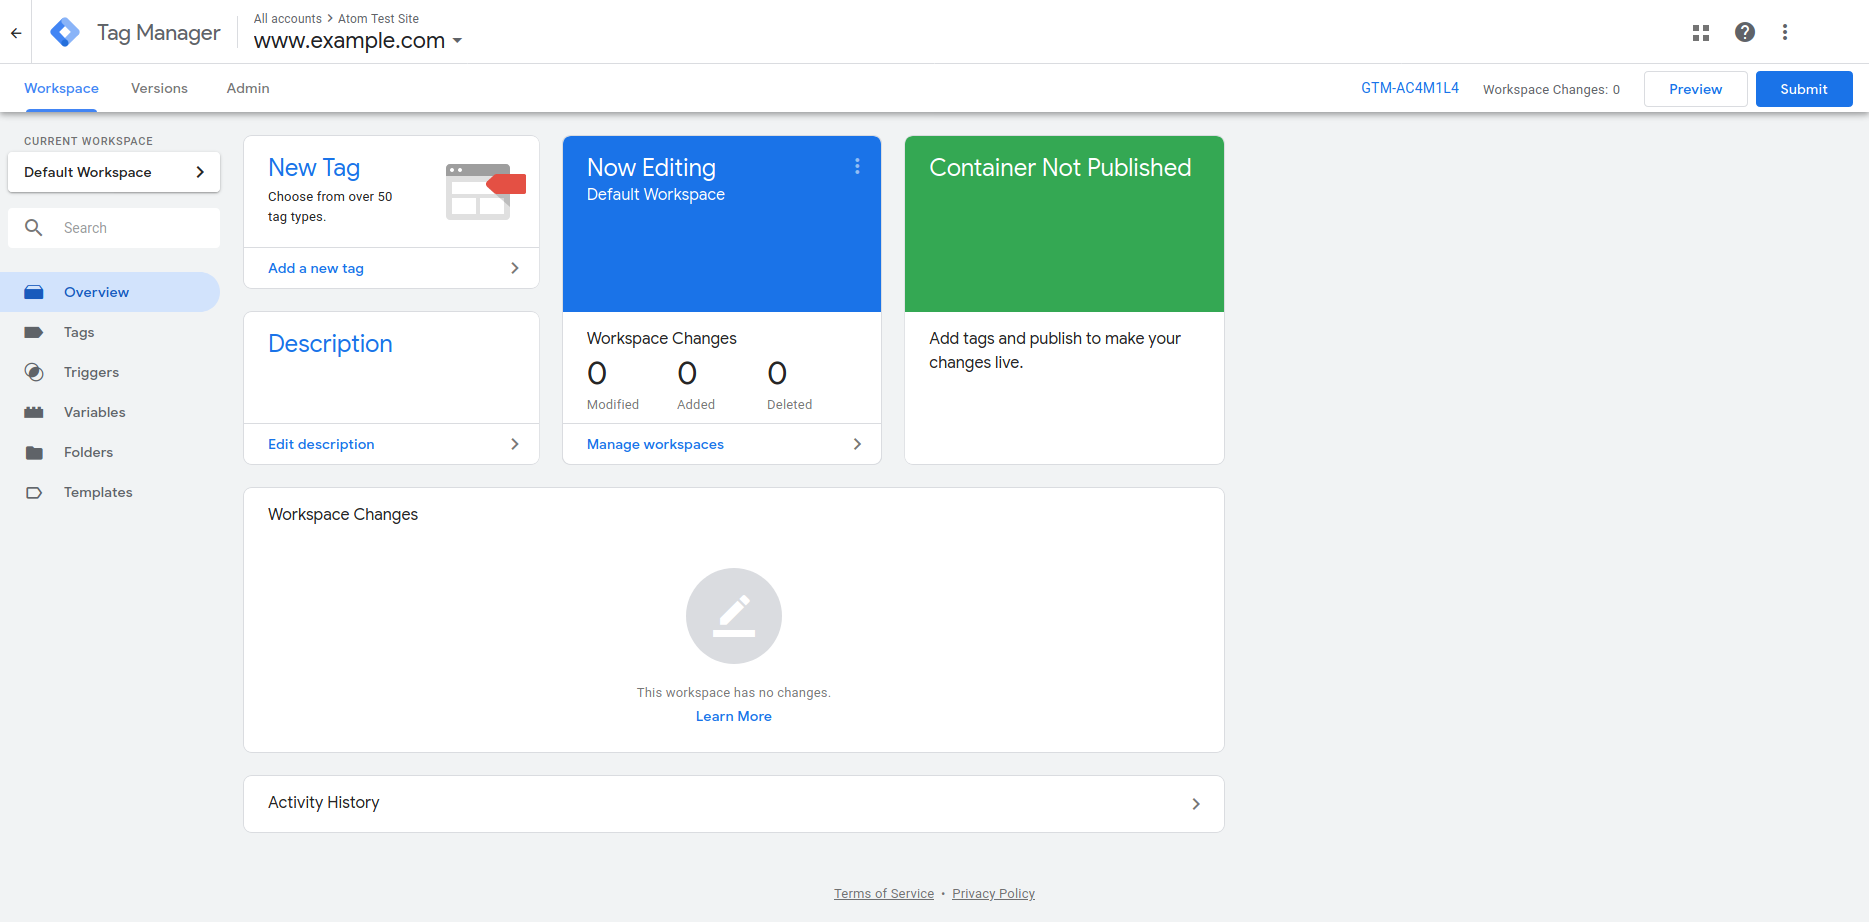 All accounts > Atom Test Site
Tag Manager
www.example.com
Workspace
Versions
Admin
GTM-AC4M1L4
Workspace Changes: 0
Preview
Submit
CURRENT WORKSPACE
Default Workspace
Search
Overview
Tags
Triggers
Variables
Folders
Templates
New Tag
Choose from over 50
tag types.
Add a new tag
Description
Edit description
Now Editing
Default Workspace
Workspace Changes
0 0 0
Modified Added Deleted
Manage workspaces
Container Not Published
Add tags and publish to make your
changes live.
Workspace Changes
This workspace has no changes.
Learn More
Activity History
Terms of Service • Privacy Policy